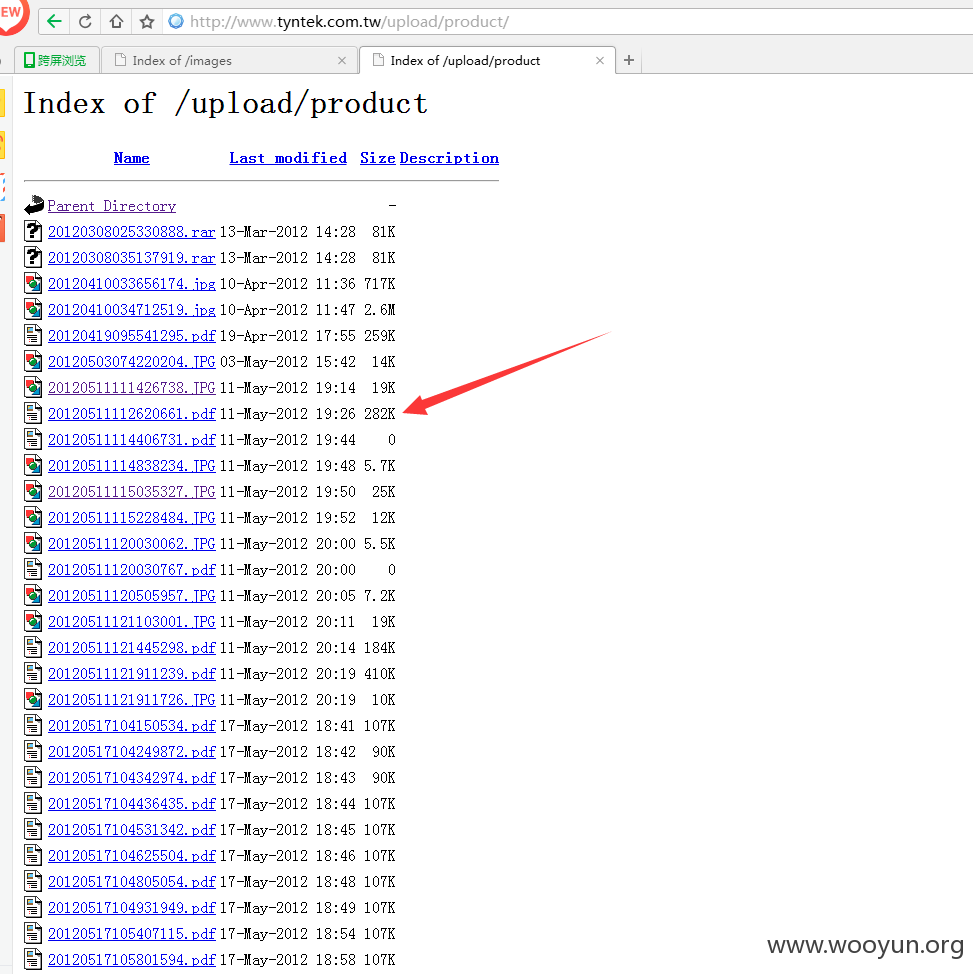 EW
http://www.tyntek.com.tw/upload/product/
跨屏浏览 Index of /images Index of /upload/product
Index of /upload/product
Name Last modified Size Description
Parent Directory -
20120308025330888.rar 13-Mar-2012 14:28 81K
20120308035137919.rar 13-Mar-2012 14:28 81K
20120410033656174.jpg 10-Apr-2012 11:36 717K
20120410034712519.jpg 10-Apr-2012 11:47 2.6M
20120419095541295.pdf 19-Apr-2012 17:55 259K
20120503074220204.JPG 03-May-2012 15:42 14K
20120511111426738.JPG 11-May-2012 19:14 19K
20120511112620661.pdf 11-May-2012 19:26 282K
20120511114406731.pdf 11-May-2012 19:44 0
20120511114838234.JPG 11-May-2012 19:48 5.7K
20120511115035327.JPG 11-May-2012 19:50 25K
20120511115228484.JPG 11-May-2012 19:52 12K
20120511120030062.JPG 11-May-2012 20:00 5.5K
20120511120030767.pdf 11-May-2012 20:00 0
20120511120505957.JPG 11-May-2012 20:05 7.2K
20120511121103001.JPG 11-May-2012 20:11 19K
20120511121445298.pdf 11-May-2012 20:14 184K
20120511121911239.pdf 11-May-2012 20:19 410K
20120511121911726.JPG 11-May-2012 20:19 10K
20120517104150534.pdf 17-May-2012 18:41 107K
20120517104249872.pdf 17-May-2012 18:42 90K
20120517104342974.pdf 17-May-2012 18:43 90K
20120517104436435.pdf 17-May-2012 18:44 107K
20120517104531342.pdf 17-May-2012 18:45 107K
20120517104625504.pdf 17-May-2012 18:46 107K
20120517104805054.pdf 17-May-2012 18:48 107K
20120517104931949.pdf 17-May-2012 18:49 107K
20120517105407115.pdf 17-May-2012 18:54 107K
20120517105801594.pdf 17-May-2012 18:58 107K
www.wooyun.org